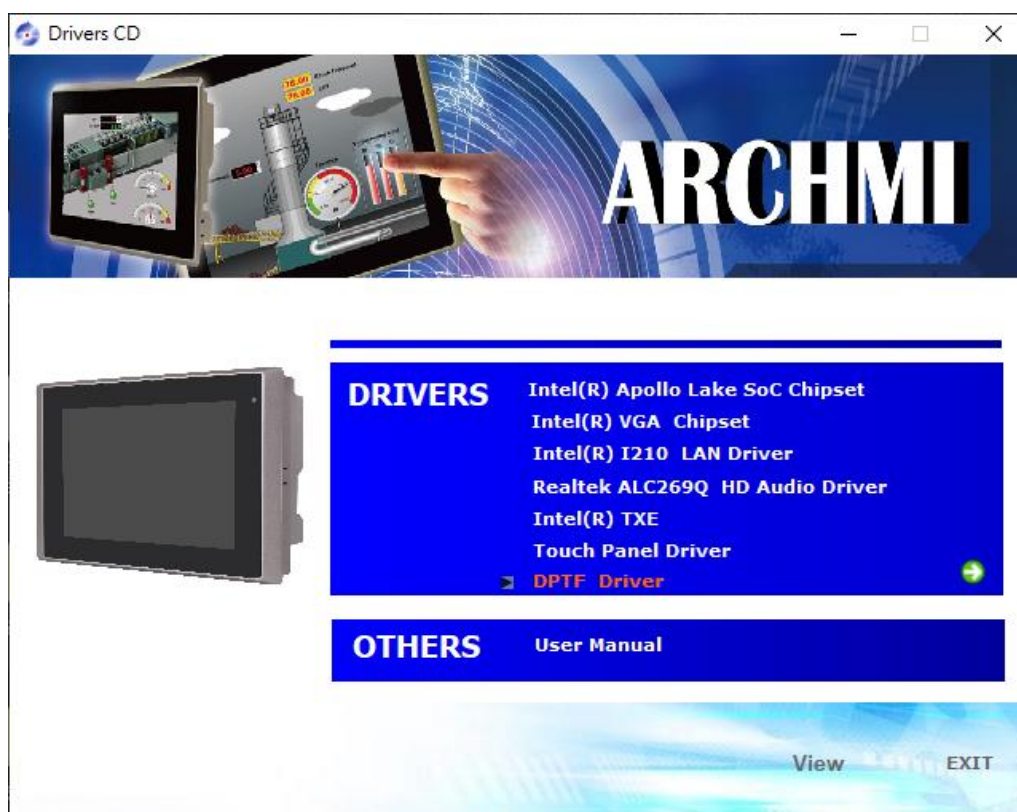 Drivers CD
ARCHMI
DRIVERS
Intel(R) Apollo Lake SoC Chipset
Intel(R) VGA Chipset
Intel(R) I210 LAN Driver
Realtek ALC269Q HD Audio Driver
Intel(R) TXE
Touch Panel Driver
DPTF Driver
OTHERS
User Manual
View
EXIT